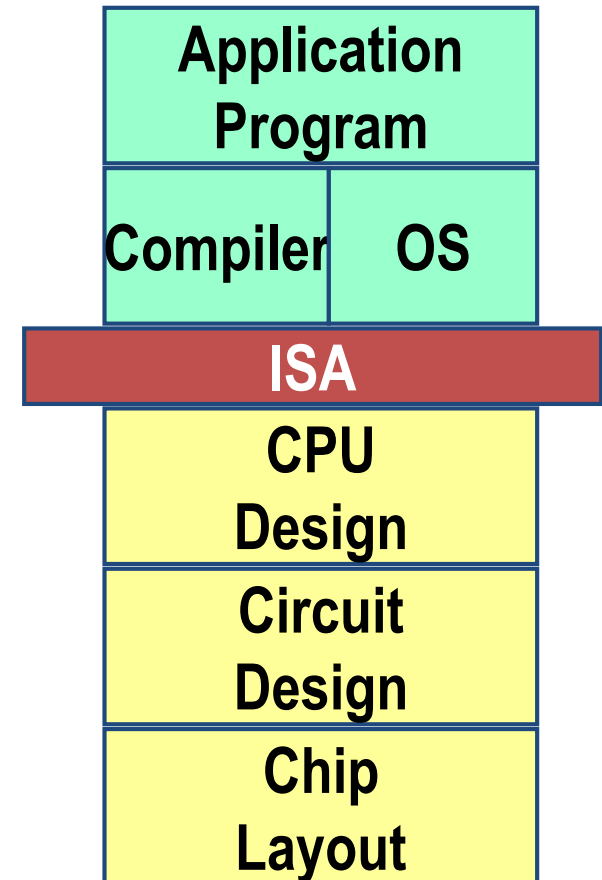 Application
Program
Compiler OS
ISA
CPU
Design
Circuit
Design
Chip
Layout